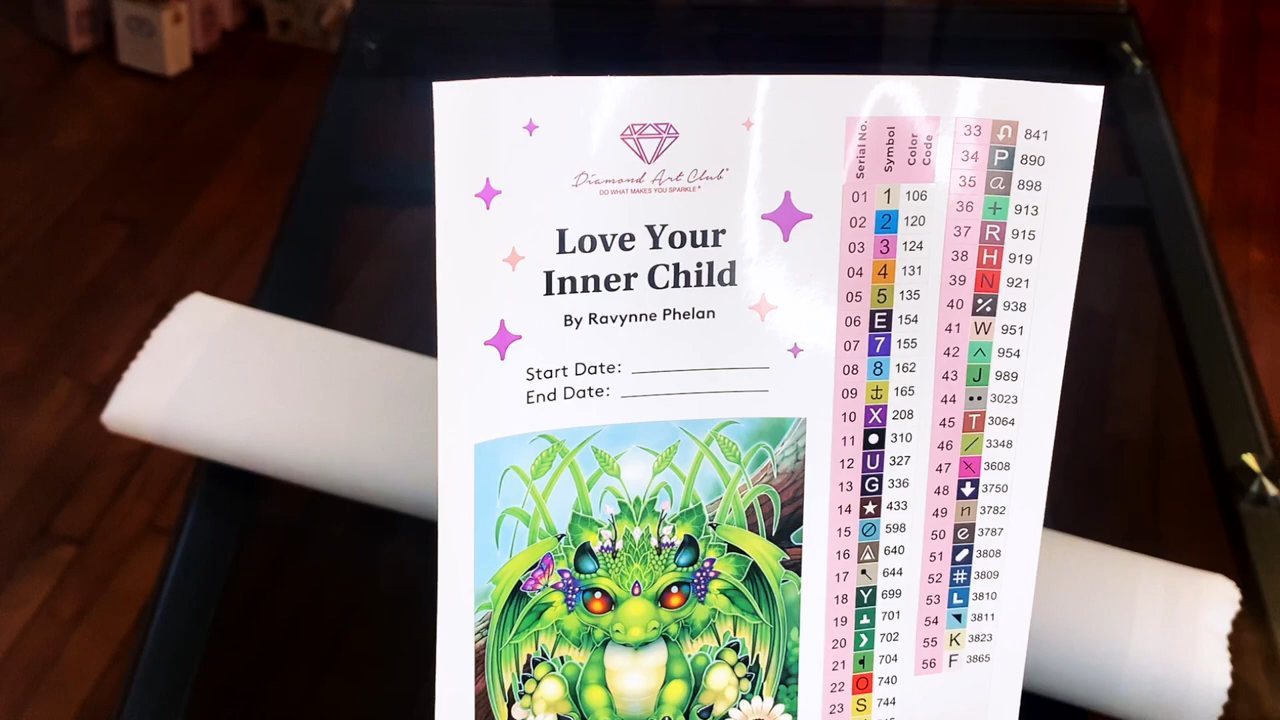 Diamond Art Club
DO WHAT MAKES YOU SPARKLE
Love Your
Inner Child
By Ravynne Phelan
Start Date:
End Date:
Serial No. Symbol Color Code
01 1 106
02 2 120
03 3 124
04 4 131
05 5 135
06 E 154
07 7 155
08 8 162
09 165
10 X 208
11 310
12 U 327
13 G 336
14 ★ 433
15 598
16 640
17 644
18 Y 699
19 701
20 702
21 704
22 O 740
23 S 744
33 841
34 P 890
35 a 898
36 + 913
37 R 915
38 H 919
39 N 921
40 938
41 W 951
42 ^ 954
43 J 989
44 •• 3023
45 T 3064
46 / 3348
47 3608
48 3750
49 n 3782
50 e 3787
51 3808
52 # 3809
53 L 3810
54 3811
55 K 3823
56 F 3865